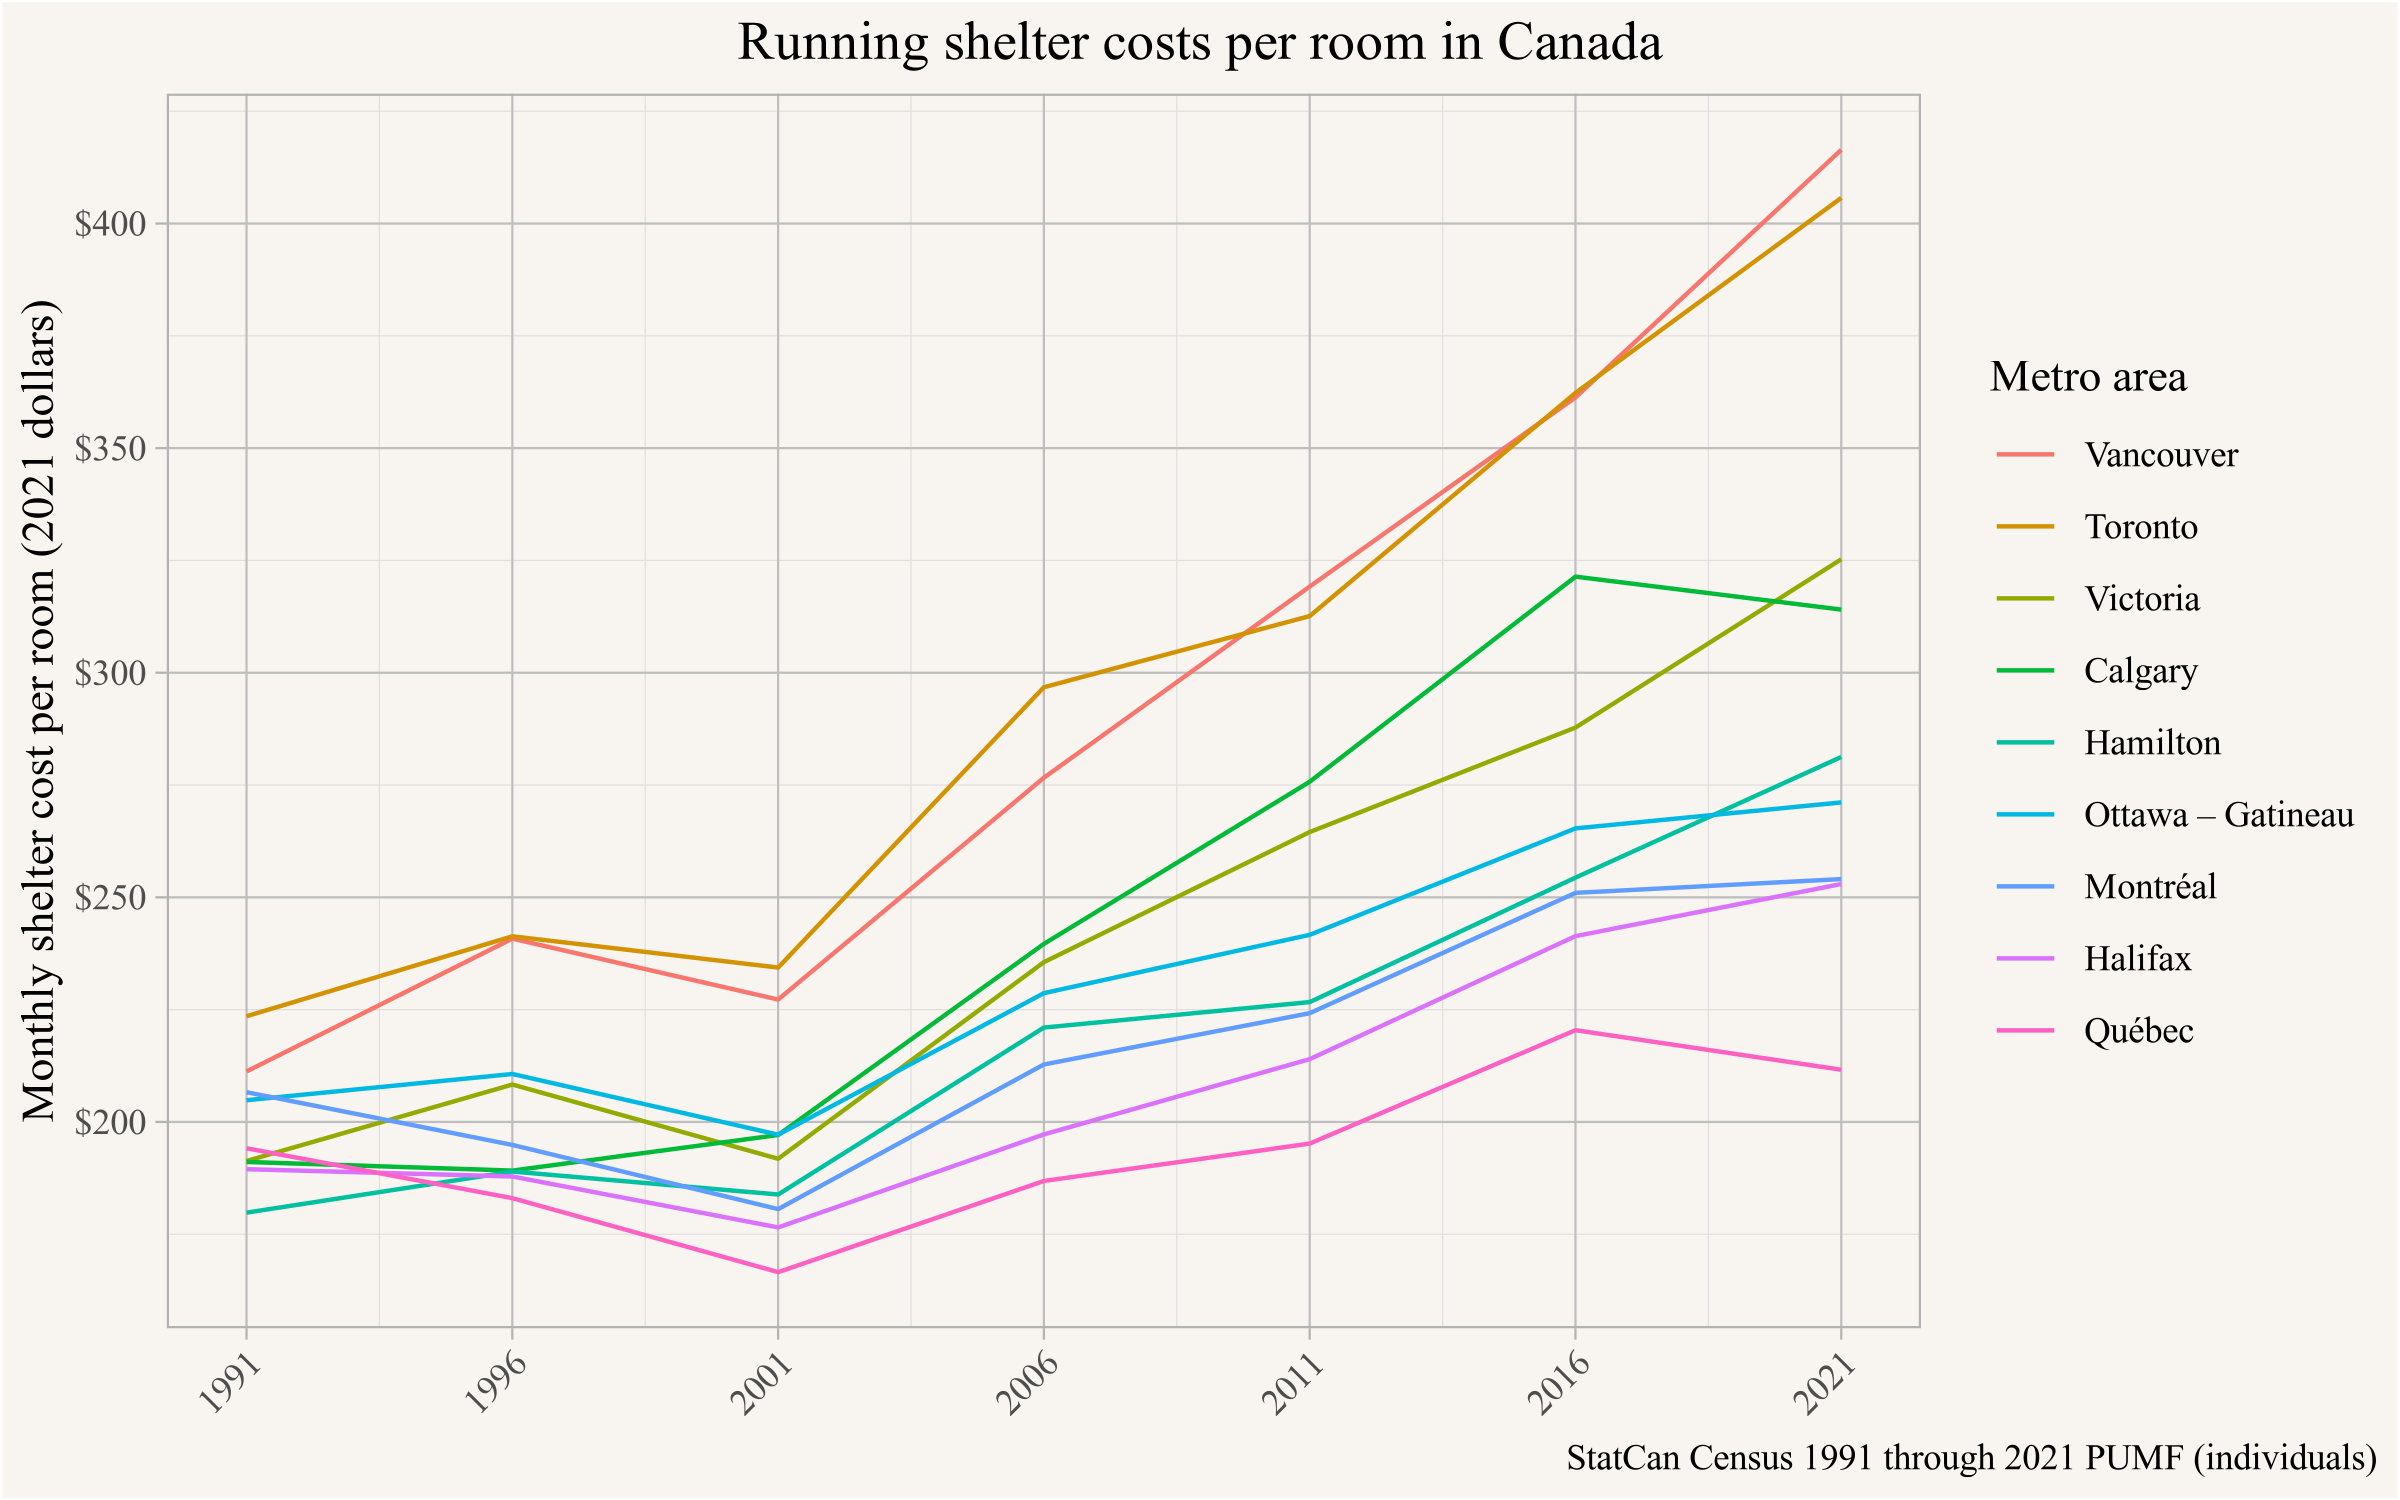 Running shelter costs per room in Canada
Monthly shelter cost per room (2021 dollars)
$400
$350
$300
$250
$200
1991
1996
2001
2006
2011
2016
2021
Metro area
Vancouver
Toronto
Victoria
Calgary
Hamilton
Ottawa – Gatineau
Montréal
Halifax
Québec
StatCan Census 1991 through 2021 PUMF (individuals)